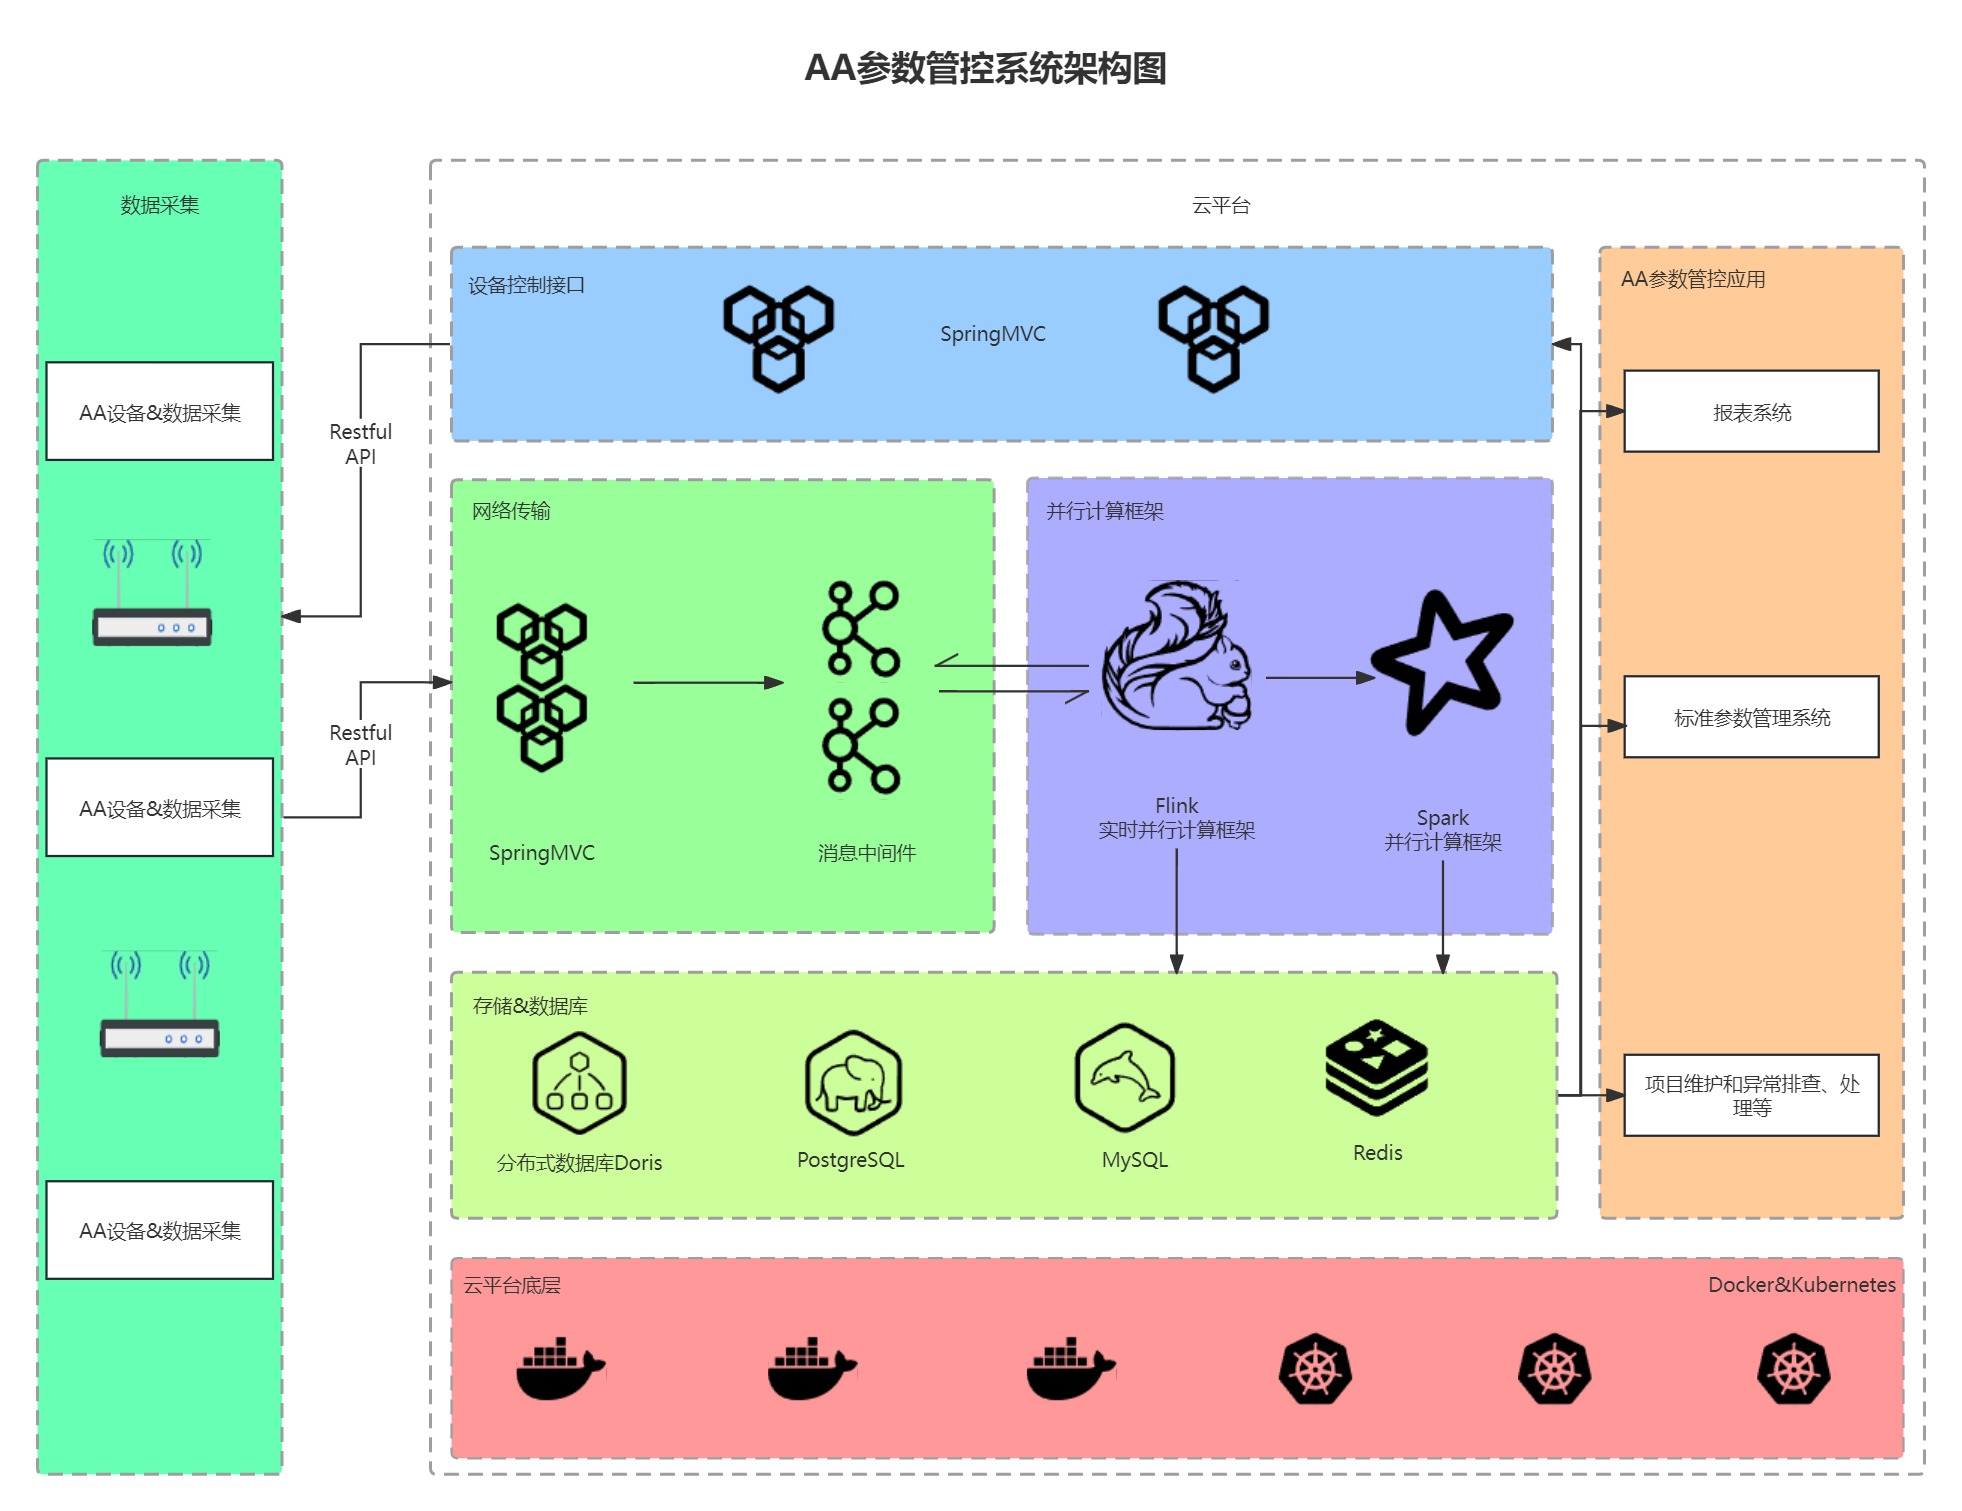 AA参数管控系统架构图
数据采集
AA设备&数据采集
AA设备&数据采集
AA设备&数据采集
Restful
API
Restful
API
云平台
设备控制接口
SpringMVC
网络传输
SpringMVC
消息中间件
并行计算框架
Flink
实时并行计算框架
Spark
并行计算框架
存储&数据库
分布式数据库Doris
PostgreSQL
MySQL
Redis
AA参数管控应用
报表系统
标准参数管理系统
项目维护和异常排查、处
理等
云平台底层
Docker&Kubernetes